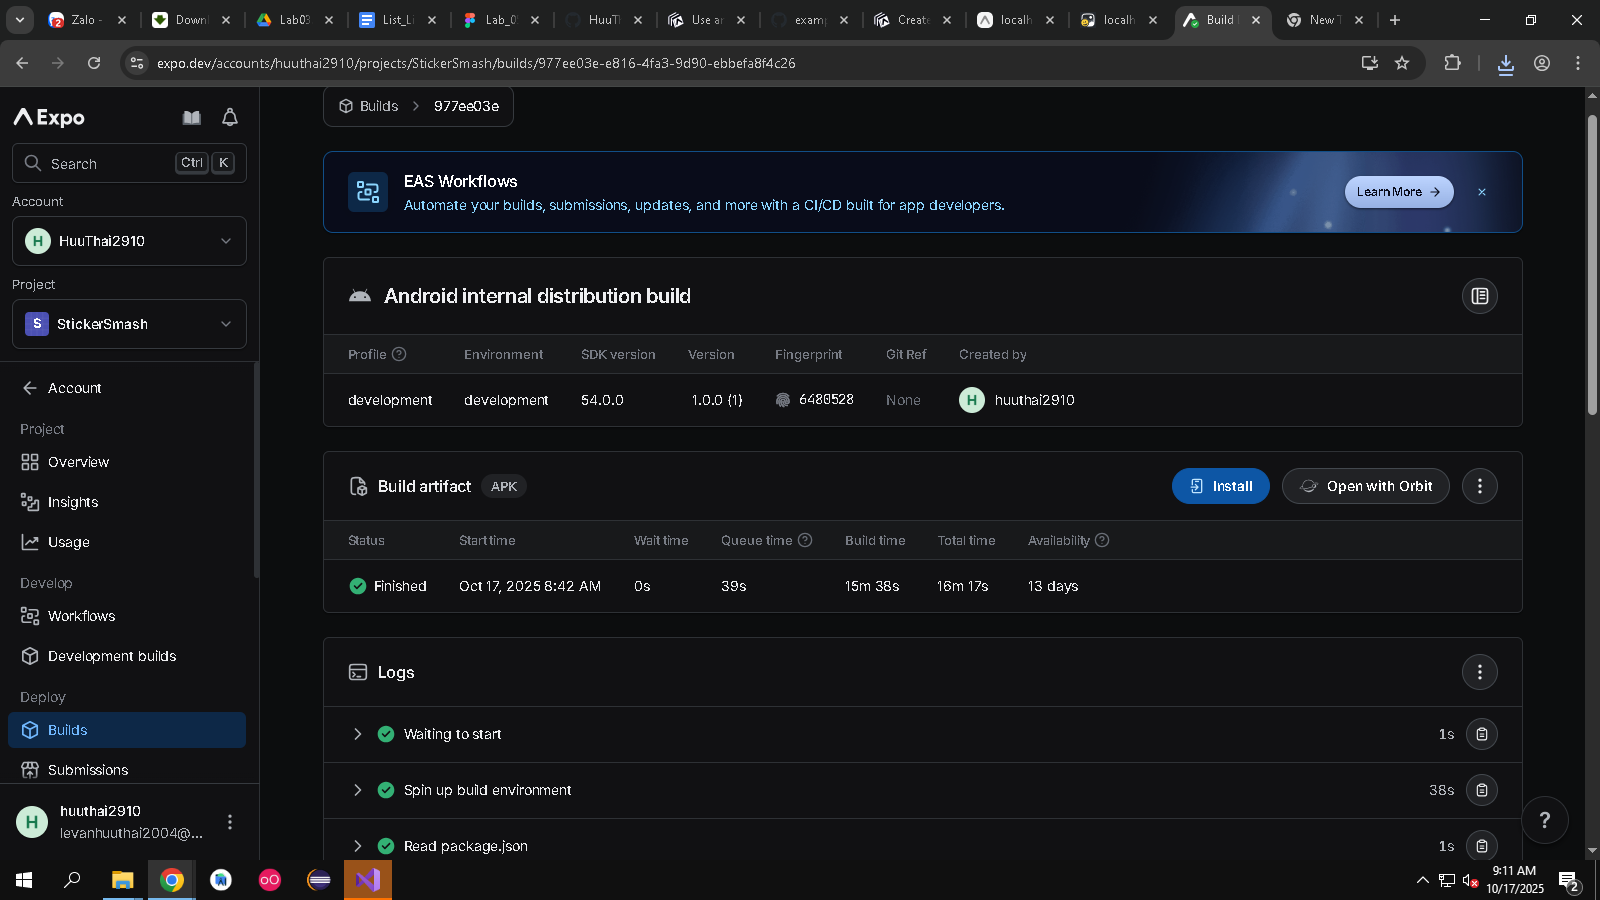 Zalo -
Downl
Lab03
List_Li
Lab_0
HuuTh
Use ar
examp
Create
localh
localh
Build
New T
expo.dev/accounts/huuthai2910/projects/StickerSmash/builds/977ee03e-e816-4fa3-9d90-ebbefa8f4c26
Expo
Search Ctrl K
Account
H HuuThai2910
Project
S StickerSmash
Account
Project
Overview
Insights
Usage
Develop
Workflows
Development builds
Deploy
Builds
Submissions
H huuthai2910
levanhuuthai2004@...
Builds > 977ee03e
EAS Workflows
Automate your builds, submissions, updates, and more with a CI/CD built for app developers.
Learn More →
Android internal distribution build
Profile Environment SDK version Version Fingerprint Git Ref Created by
development development 54.0.0 1.0.0 (1) 6480528 None H huuthai2910
Build artifact APK Install Open with Orbit
Status Start time Wait time Queue time Build time Total time Availability
Finished Oct 17, 2025 8:42 AM 0s 39s 15m 38s 16m 17s 13 days
Logs
Waiting to start 1s
Spin up build environment 38s
Read package.json 1s
?
9:11 AM
10/17/2025
2